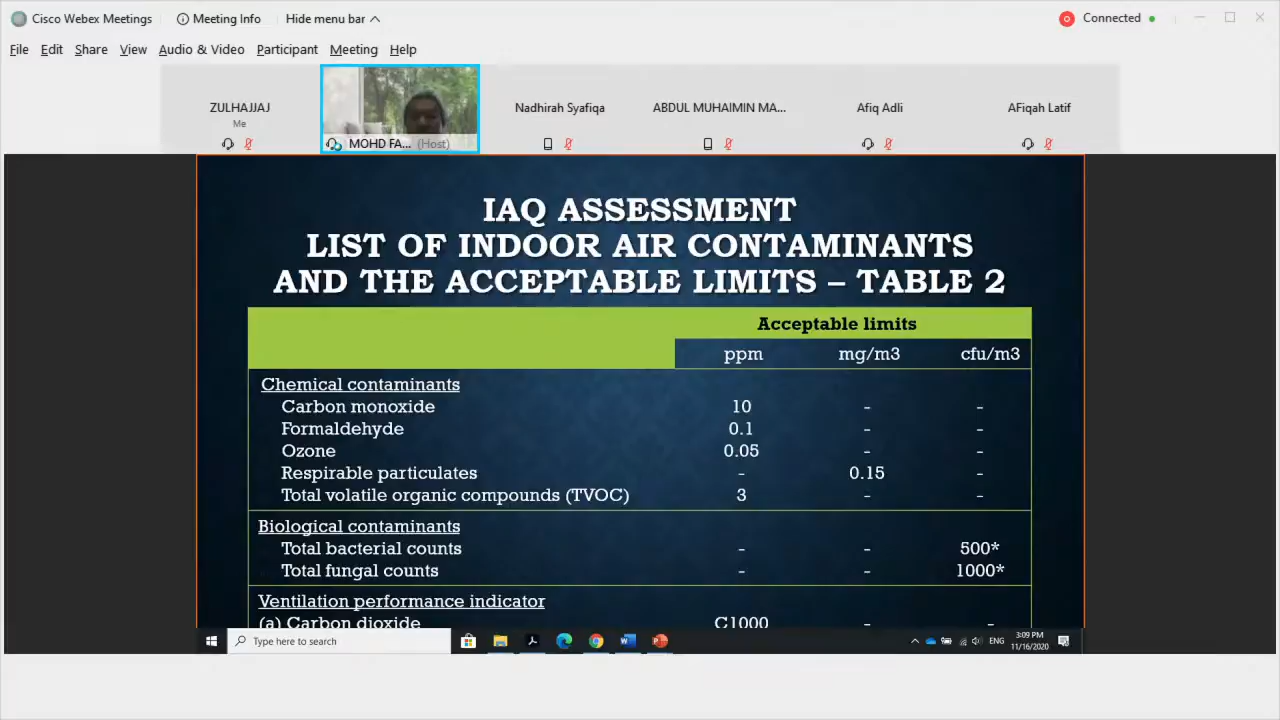 Cisco Webex Meetings
Meeting Info
Hide menu bar
Connected
File Edit Share View Audio & Video Participant Meeting Help
ZULHAJJAJ
Me
MOHD FA... (Host)
Nadhirah Syafiqa
ABDUL MUHAIMIN MA...
Afiq Adli
AFiqah Latif
IAQ ASSESSMENT
LIST OF INDOOR AIR CONTAMINANTS
AND THE ACCEPTABLE LIMITS – TABLE 2
Acceptable limits
ppm mg/m3 cfu/m3
Chemical contaminants
Carbon monoxide 10 - -
Formaldehyde 0.1 - -
Ozone 0.05 - -
Respirable particulates - 0.15 -
Total volatile organic compounds (TVOC) 3 - -
Biological contaminants
Total bacterial counts - - 500*
Total fungal counts - - 1000*
Ventilation performance indicator
(a) Carbon dioxide C1000 - -
Type here to search
ENG
3:09 PM
11/16/2020